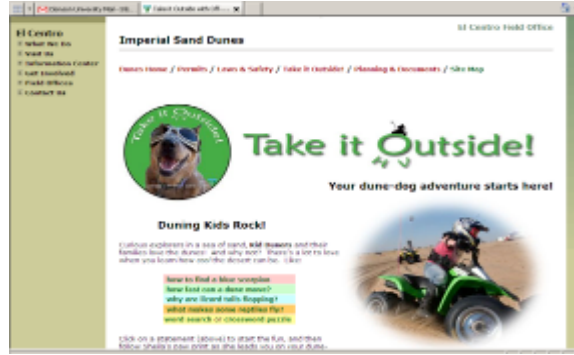 El Centro Field Office
El Centro
What We Do
Visit Us
Information Center
Get Involved
Field Offices
Contact Us
Imperial Sand Dunes
Dunes Home / Permits / Laws & Safety / Take it Outside! / Planning & Documents / Site Map
Take it Outside!
Take it Outside!
Your dune-dog adventure starts here!
Duning Kids Rock!
Curious explorers in a sea of sand, Kid Duners and their
families love the dunes. And why not? There's a lot to love
when you learn how cool the desert can be. Like:
how to find a blue scorpion
how fast can a dune move?
why are lizard tails flopping?
what makes some reptiles fly?
word search or crossword puzzle
Click on a statement (above) to start the fun, and then
follow Sheila's paw print as she leads you on your dune-